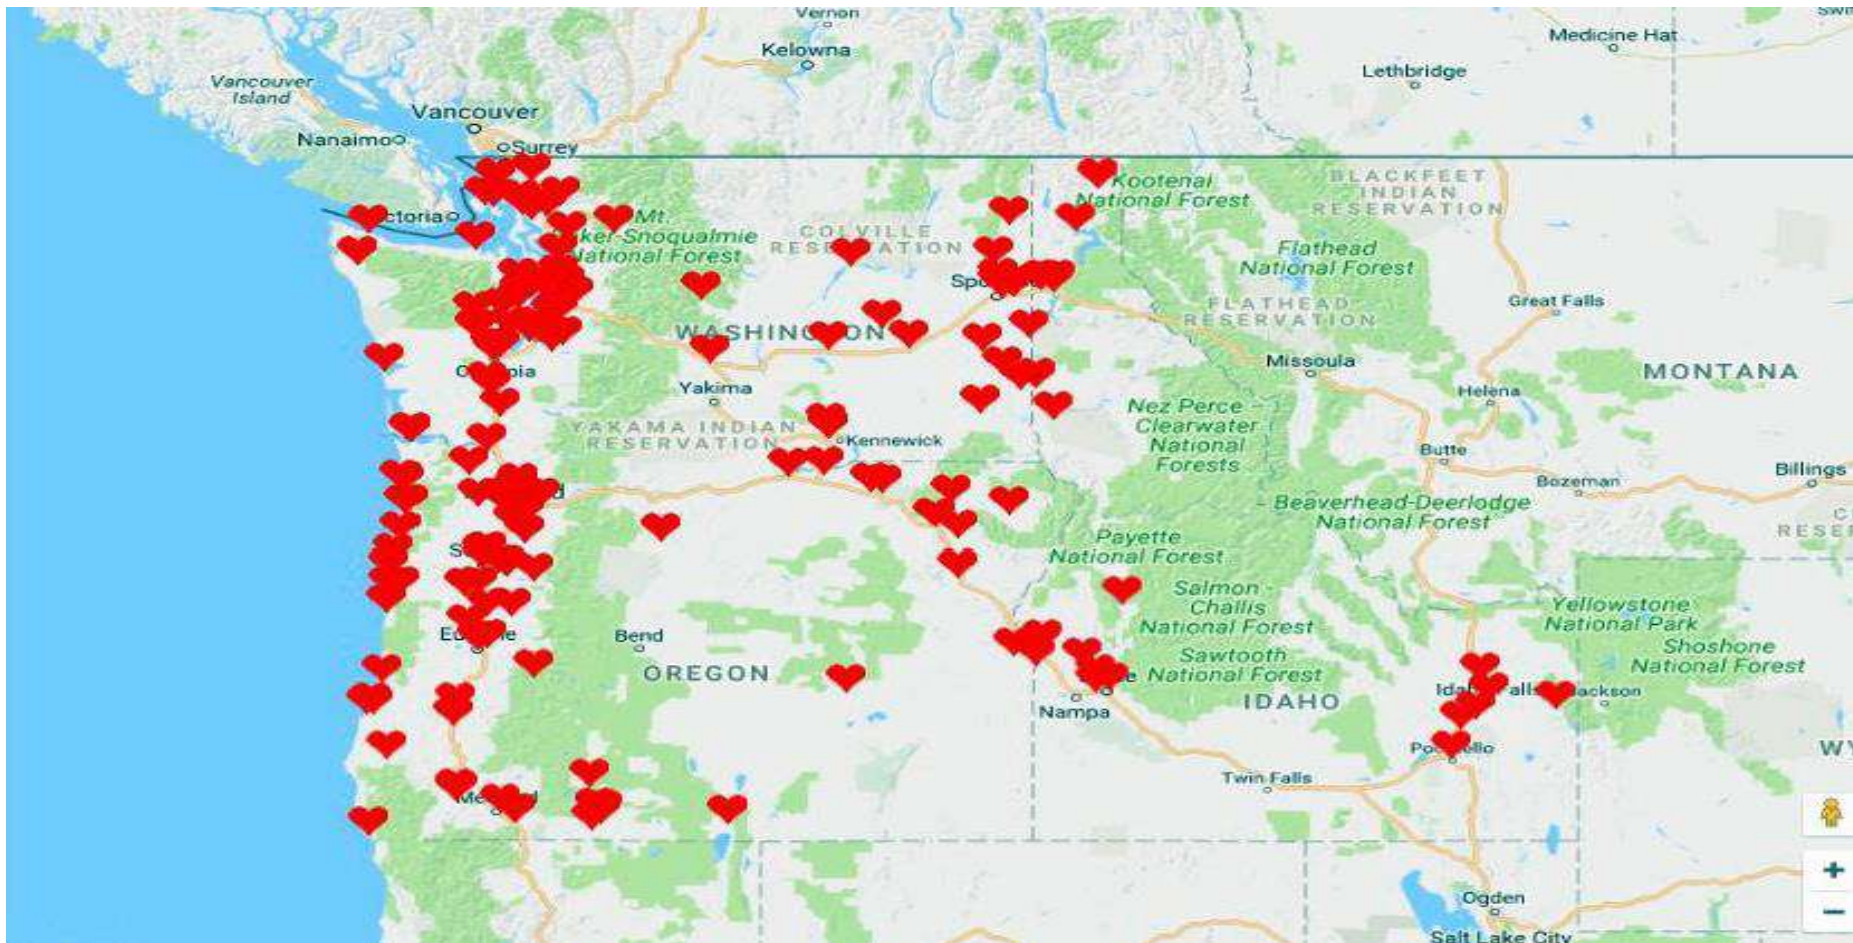 Vernon
Kelowna
Medicine Hat
Lethbridge
Vancouver
Island
Vancouver
Nanaimo
Surrey
Kootenai
National Forest
BLACKFEET
INDIAN
RESERVATION
Mt.
National Forest
COLVILLE
Flathead
National Forest
FLATHEAD
RESERVATION
Great Falls
WASHINGTON
Missoula
MONTANA
Yakima
Helena
YAKAMA INDIAN
RESERVATION
Kennewick
Nez Perce -
Clearwater
National
Forests
Butte
Billings
Bozeman
Beaverhead-Deerlodge
National Forest
Payette
National Forest
Salmon -
Challis
National Forest
Yellowstone
National Park
Shoshone
National Forest
Bend
OREGON
Sawtooth
National Forest
IDAHO
Nampa
Twin Falls
Ogden
Salt Lake City
+
−